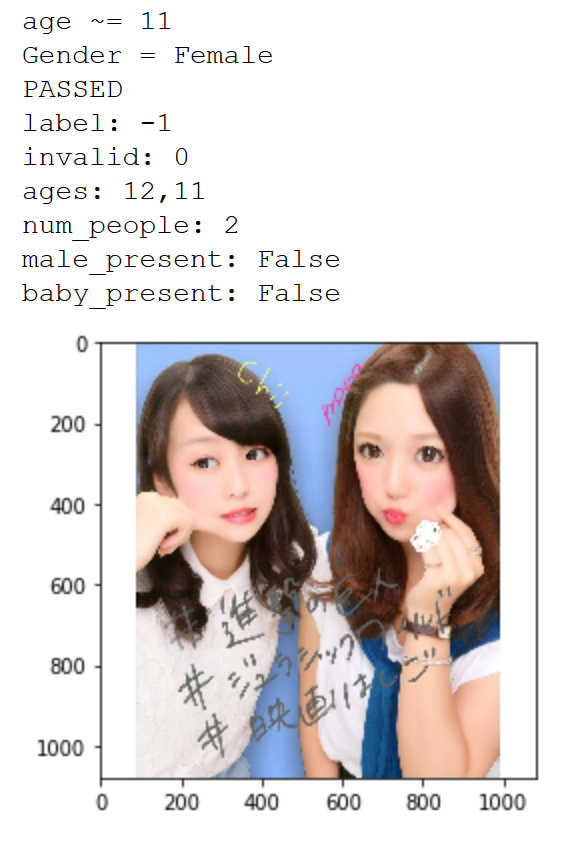 age ~= 11
Gender = Female
PASSED
label: -1
invalid: 0
ages: 12,11
num_people: 2
male_present: False
baby_present: False
0
200
400
600
800
1000
Chii
nona
#進撃の巨人
#ジュラシックワールド
#映画はしご
0 200 400 600 800 1000